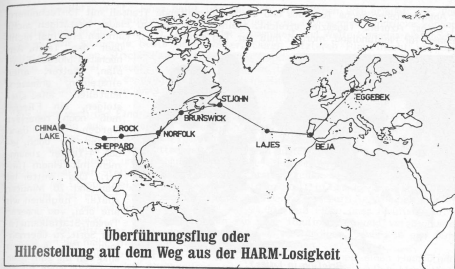 ST.JOHN
EGGEBEK
BRUNSWICK
CHINA
LAKE
L.ROCK
NORFOLK
SHEPPARD
LAJES
BEJA
Überführungsflug oder
Hilfestellung auf dem Weg aus der HARM-Losigkeit